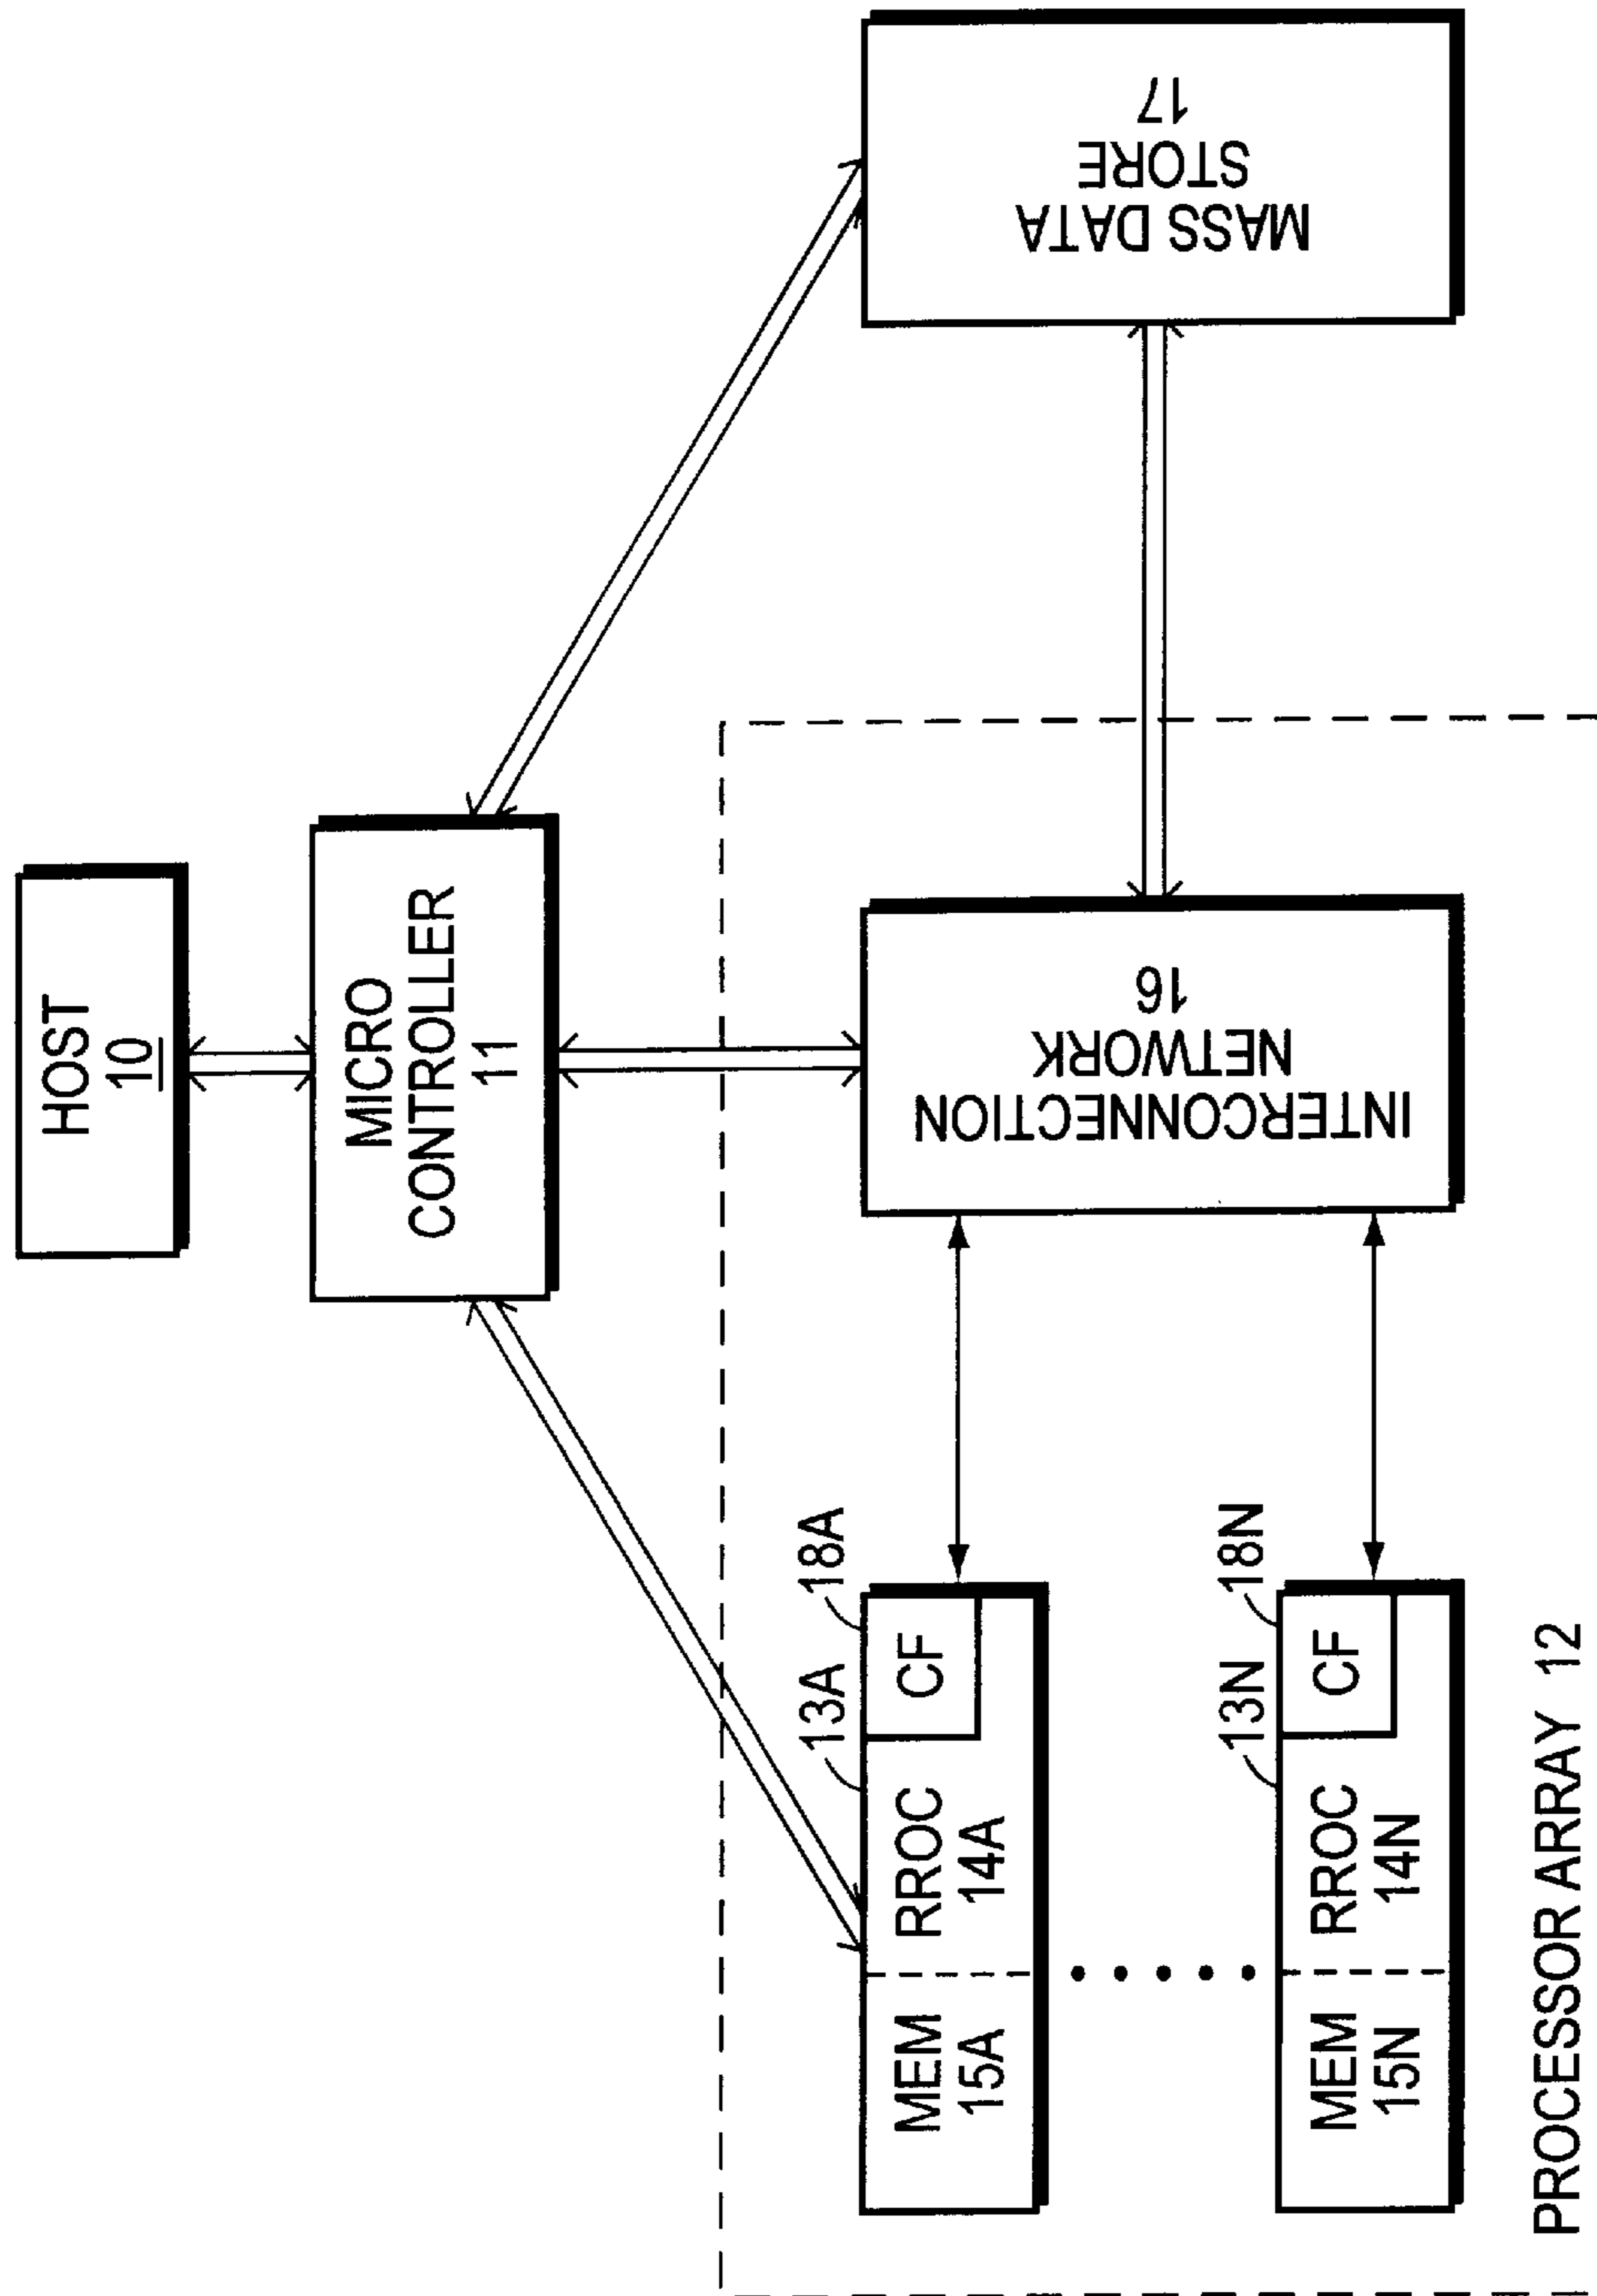 HOST
10
MICRO
CONTROLLER
11
13A
18A
MEM
15A
RROC
14A
CF
13N
18N
MEM
15N
RROC
14N
CF
INTERCONNECTION
NETWORK
16
MASS DATA
STORE
17
PROCESSOR ARRAY 12